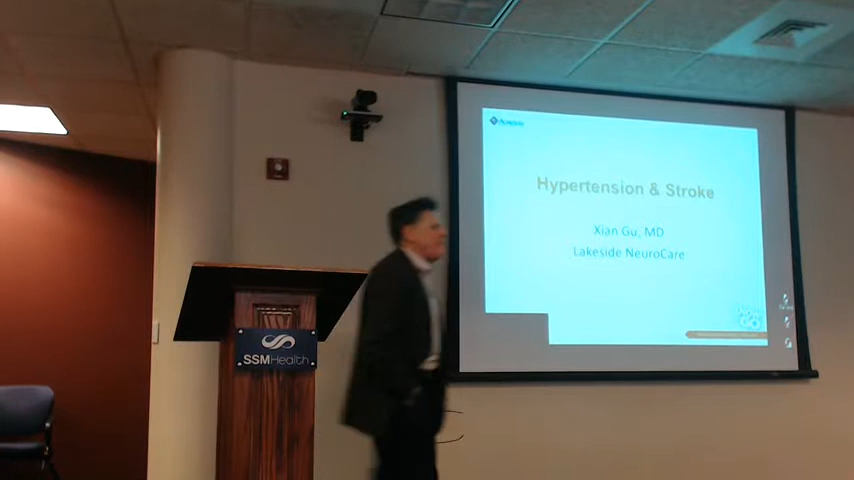 Hypertension & Stroke
Xian Gu, MD
Lakeside NeuroCare
SSMHealth